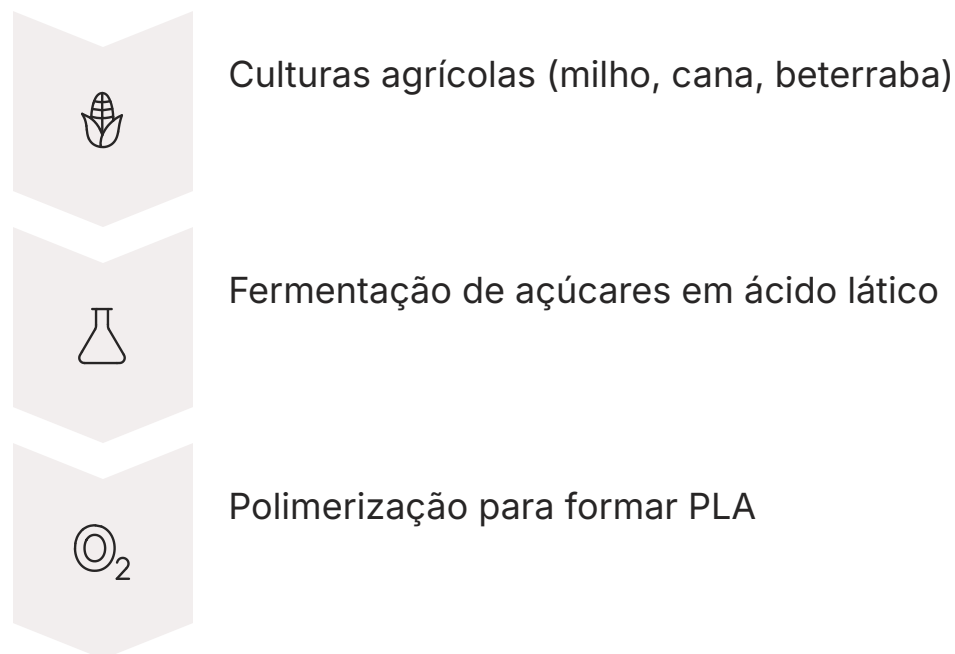 Culturas agrícolas (milho, cana, beterraba)
Fermentação de açúcares em ácido lático
O2
Polimerização para formar PLA